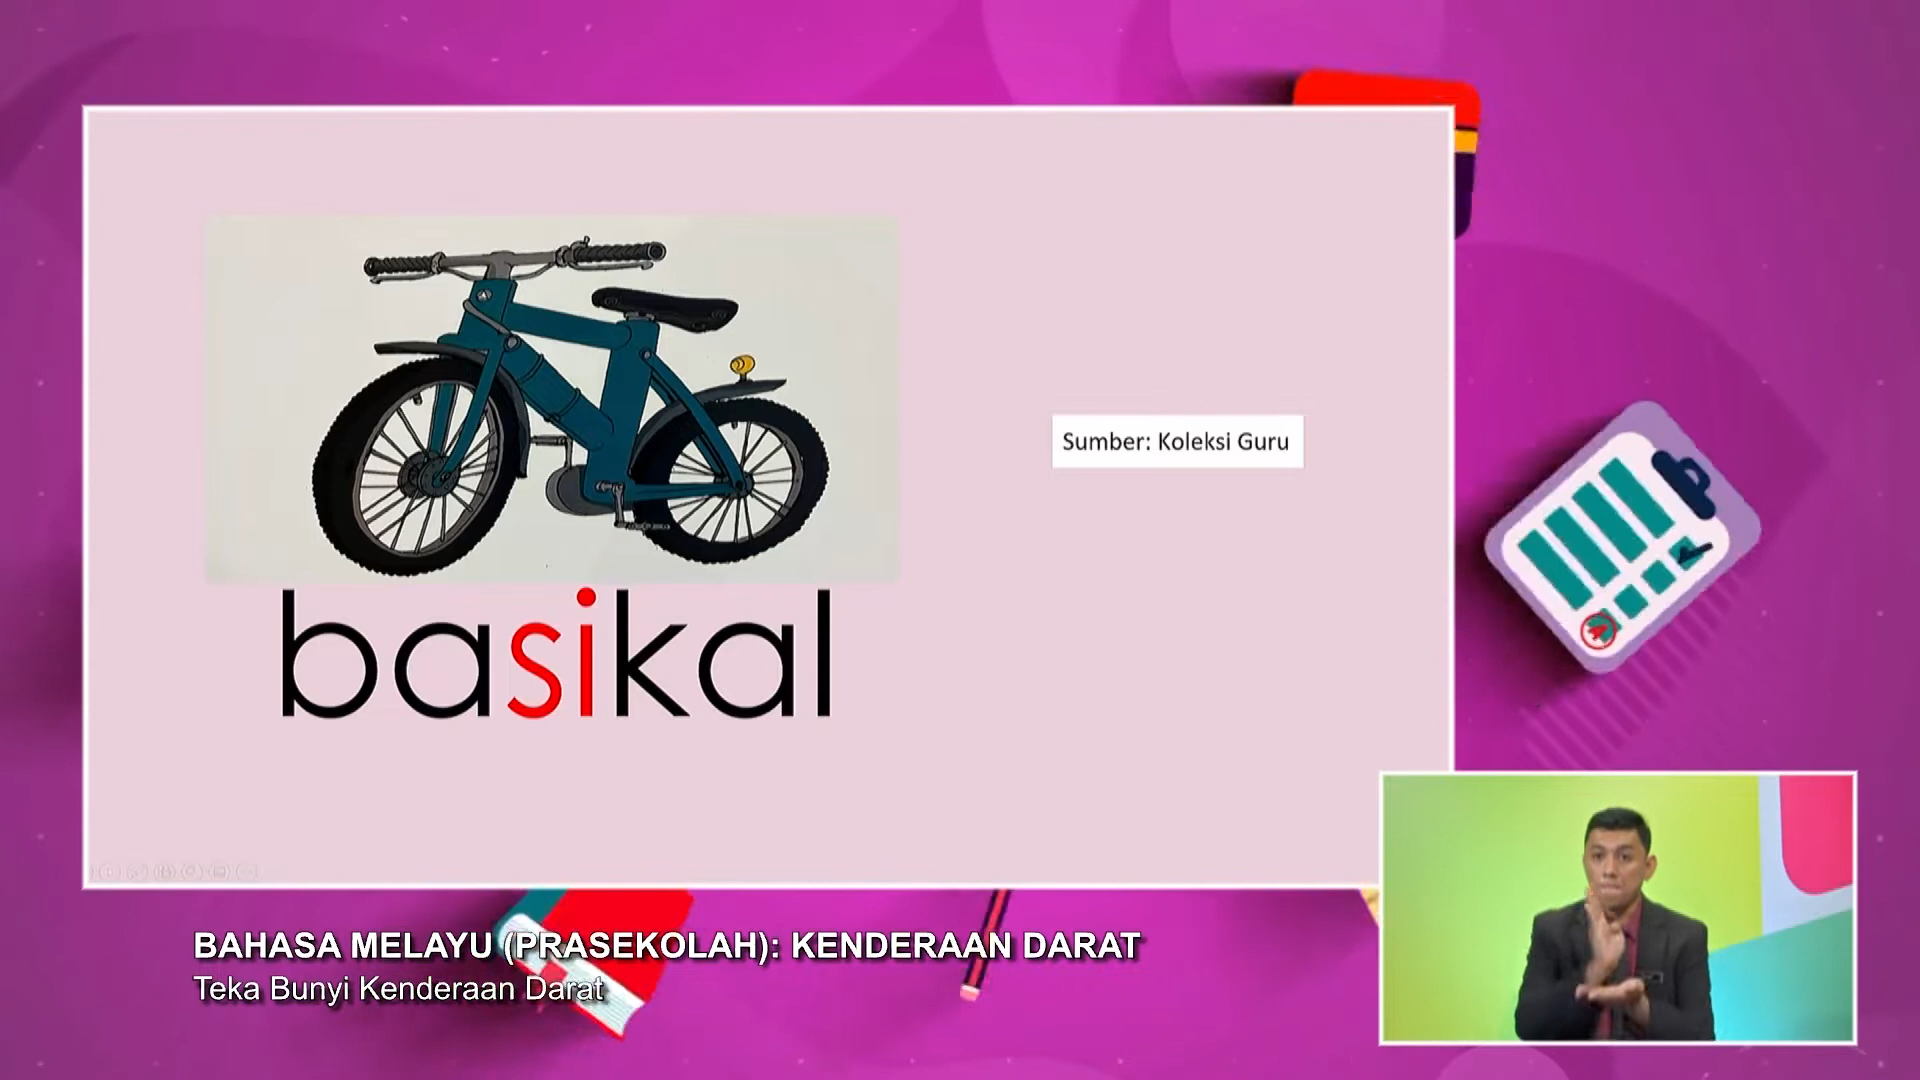 basikal
Sumber: Koleksi Guru
BAHASA MELAYU (PRASEKOLAH): KENDERAAN DARAT
Teka Bunyi Kenderaan Darat